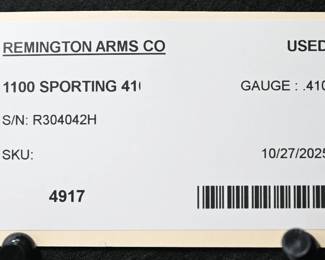 REMINGTON ARMS CO USED
1100 SPORTING 41 GAUGE : .410
S/N: R304042H
SKU: 10/27/2025
4917